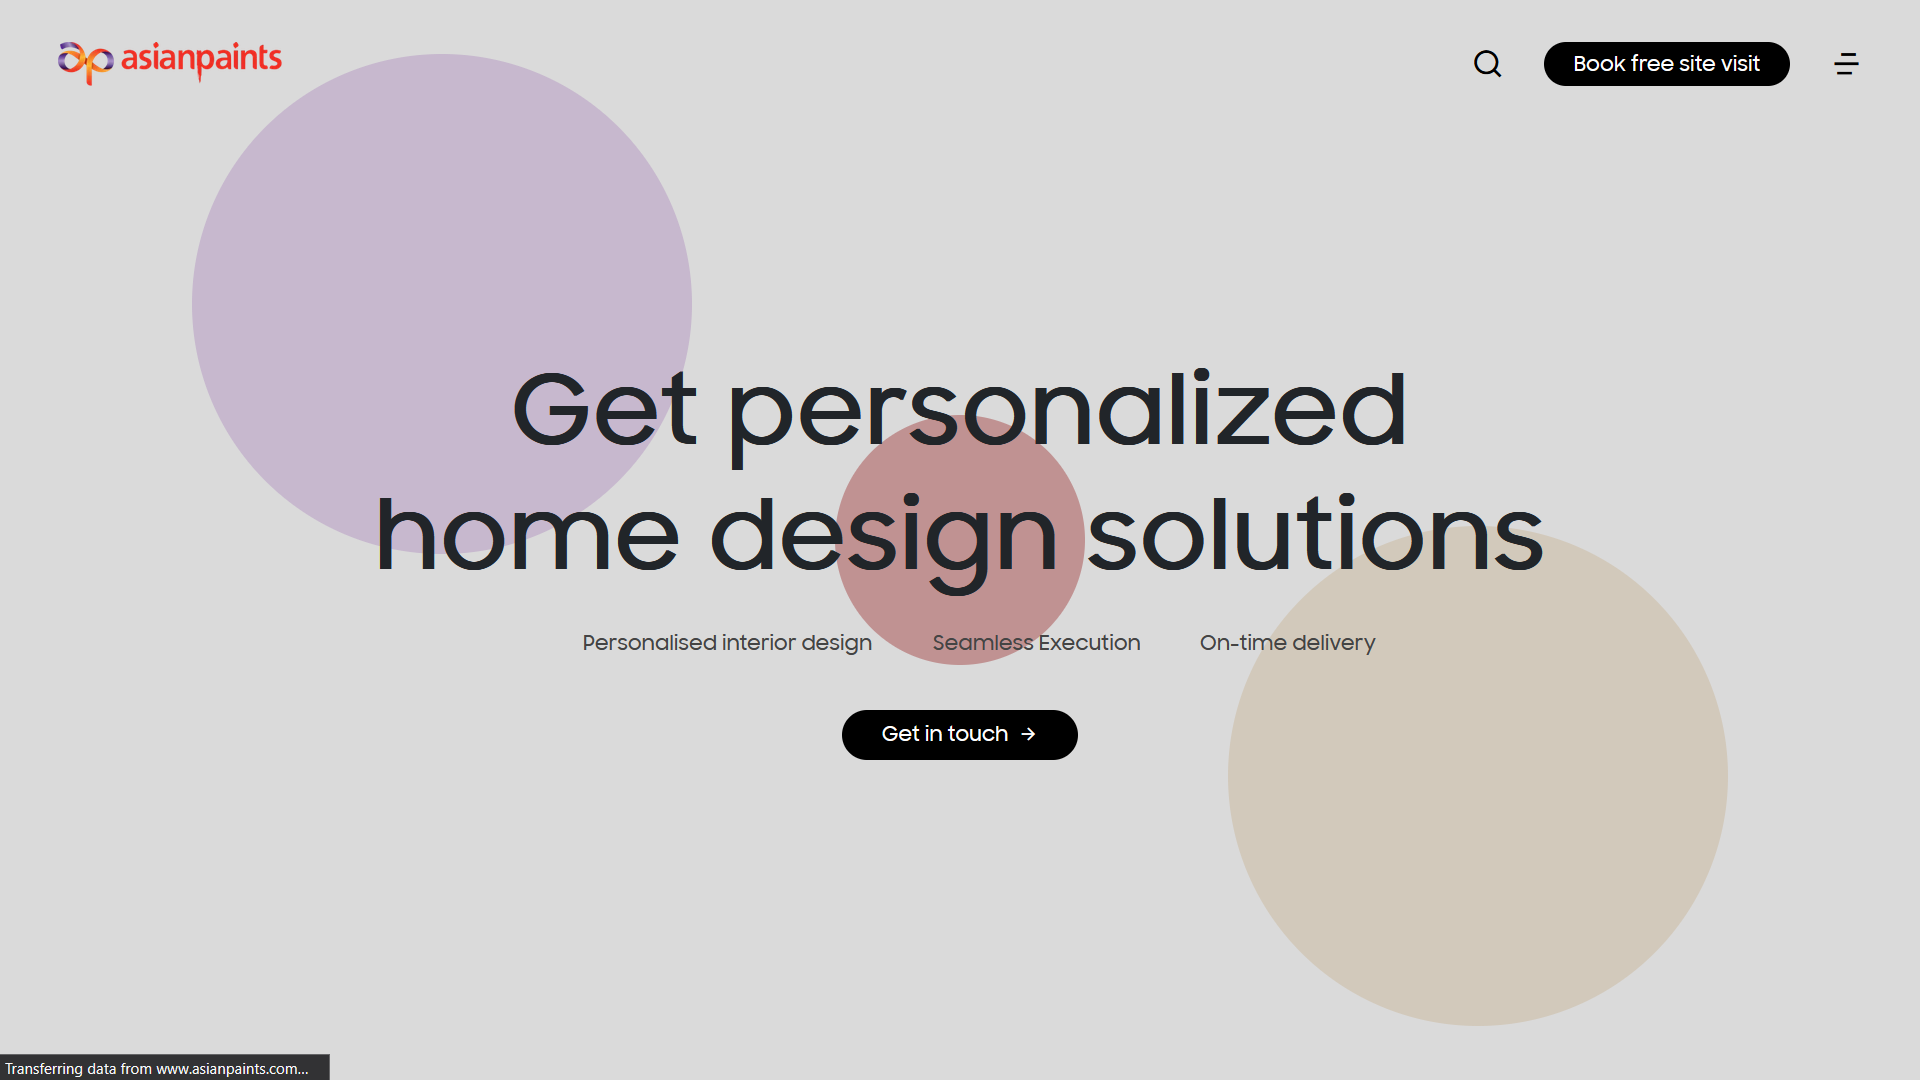 asianpaints
Book free site visit
Get personalized
home design solutions
Personalised interior design Seamless Execution On-time delivery
Get in touch →
Transferring data from www.asianpaints.com...